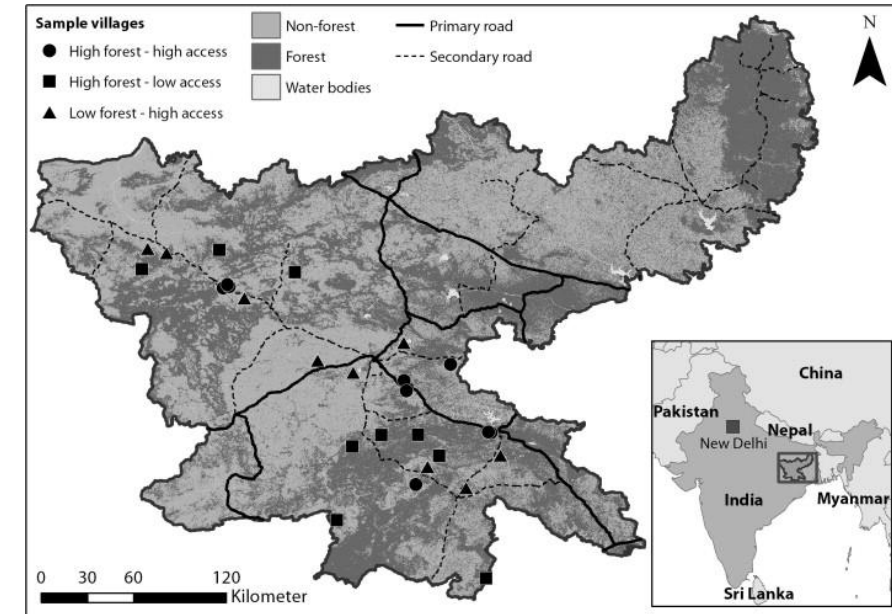 Sample villages
High forest - high access
High forest - low access
Low forest - high access
Non-forest
Forest
Water bodies
Primary road
Secondary road
N
China
Pakistan
Nepal
New Delhi
India
Myanmar
Sri Lanka
0 30 60 120
Kilometer